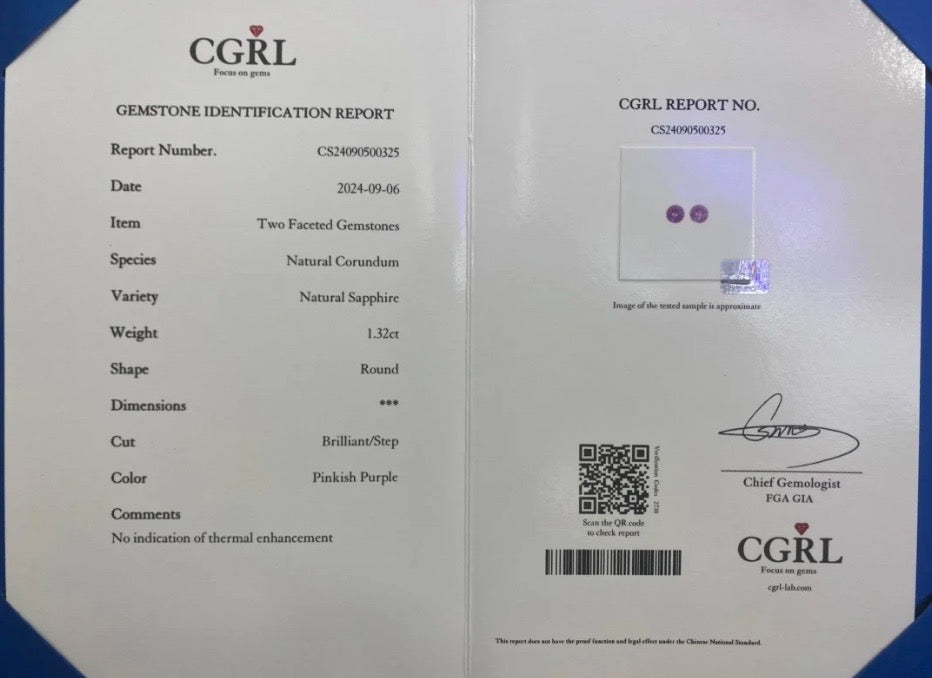 CGRL
Focus on gems
GEMSTONE IDENTIFICATION REPORT
Report Number. CS24090500325
Date 2024-09-06
Item Two Faceted Gemstones
Species Natural Corundum
Variety Natural Sapphire
Weight 1.32ct
Shape Round
Dimensions ***
Cut Brilliant/Step
Color Pinkish Purple
Comments
No indication of thermal enhancement
CGRL REPORT NO.
CS24090500325
Image of the tested sample is approximate
Verification Code:
Scan the QR code
to check report
Chief Gemologist
FGA GIA
CGRL
Focus on gems
cgrl-lab.com
This report does not have the proof function and legal effect under the Chinese National Standard.